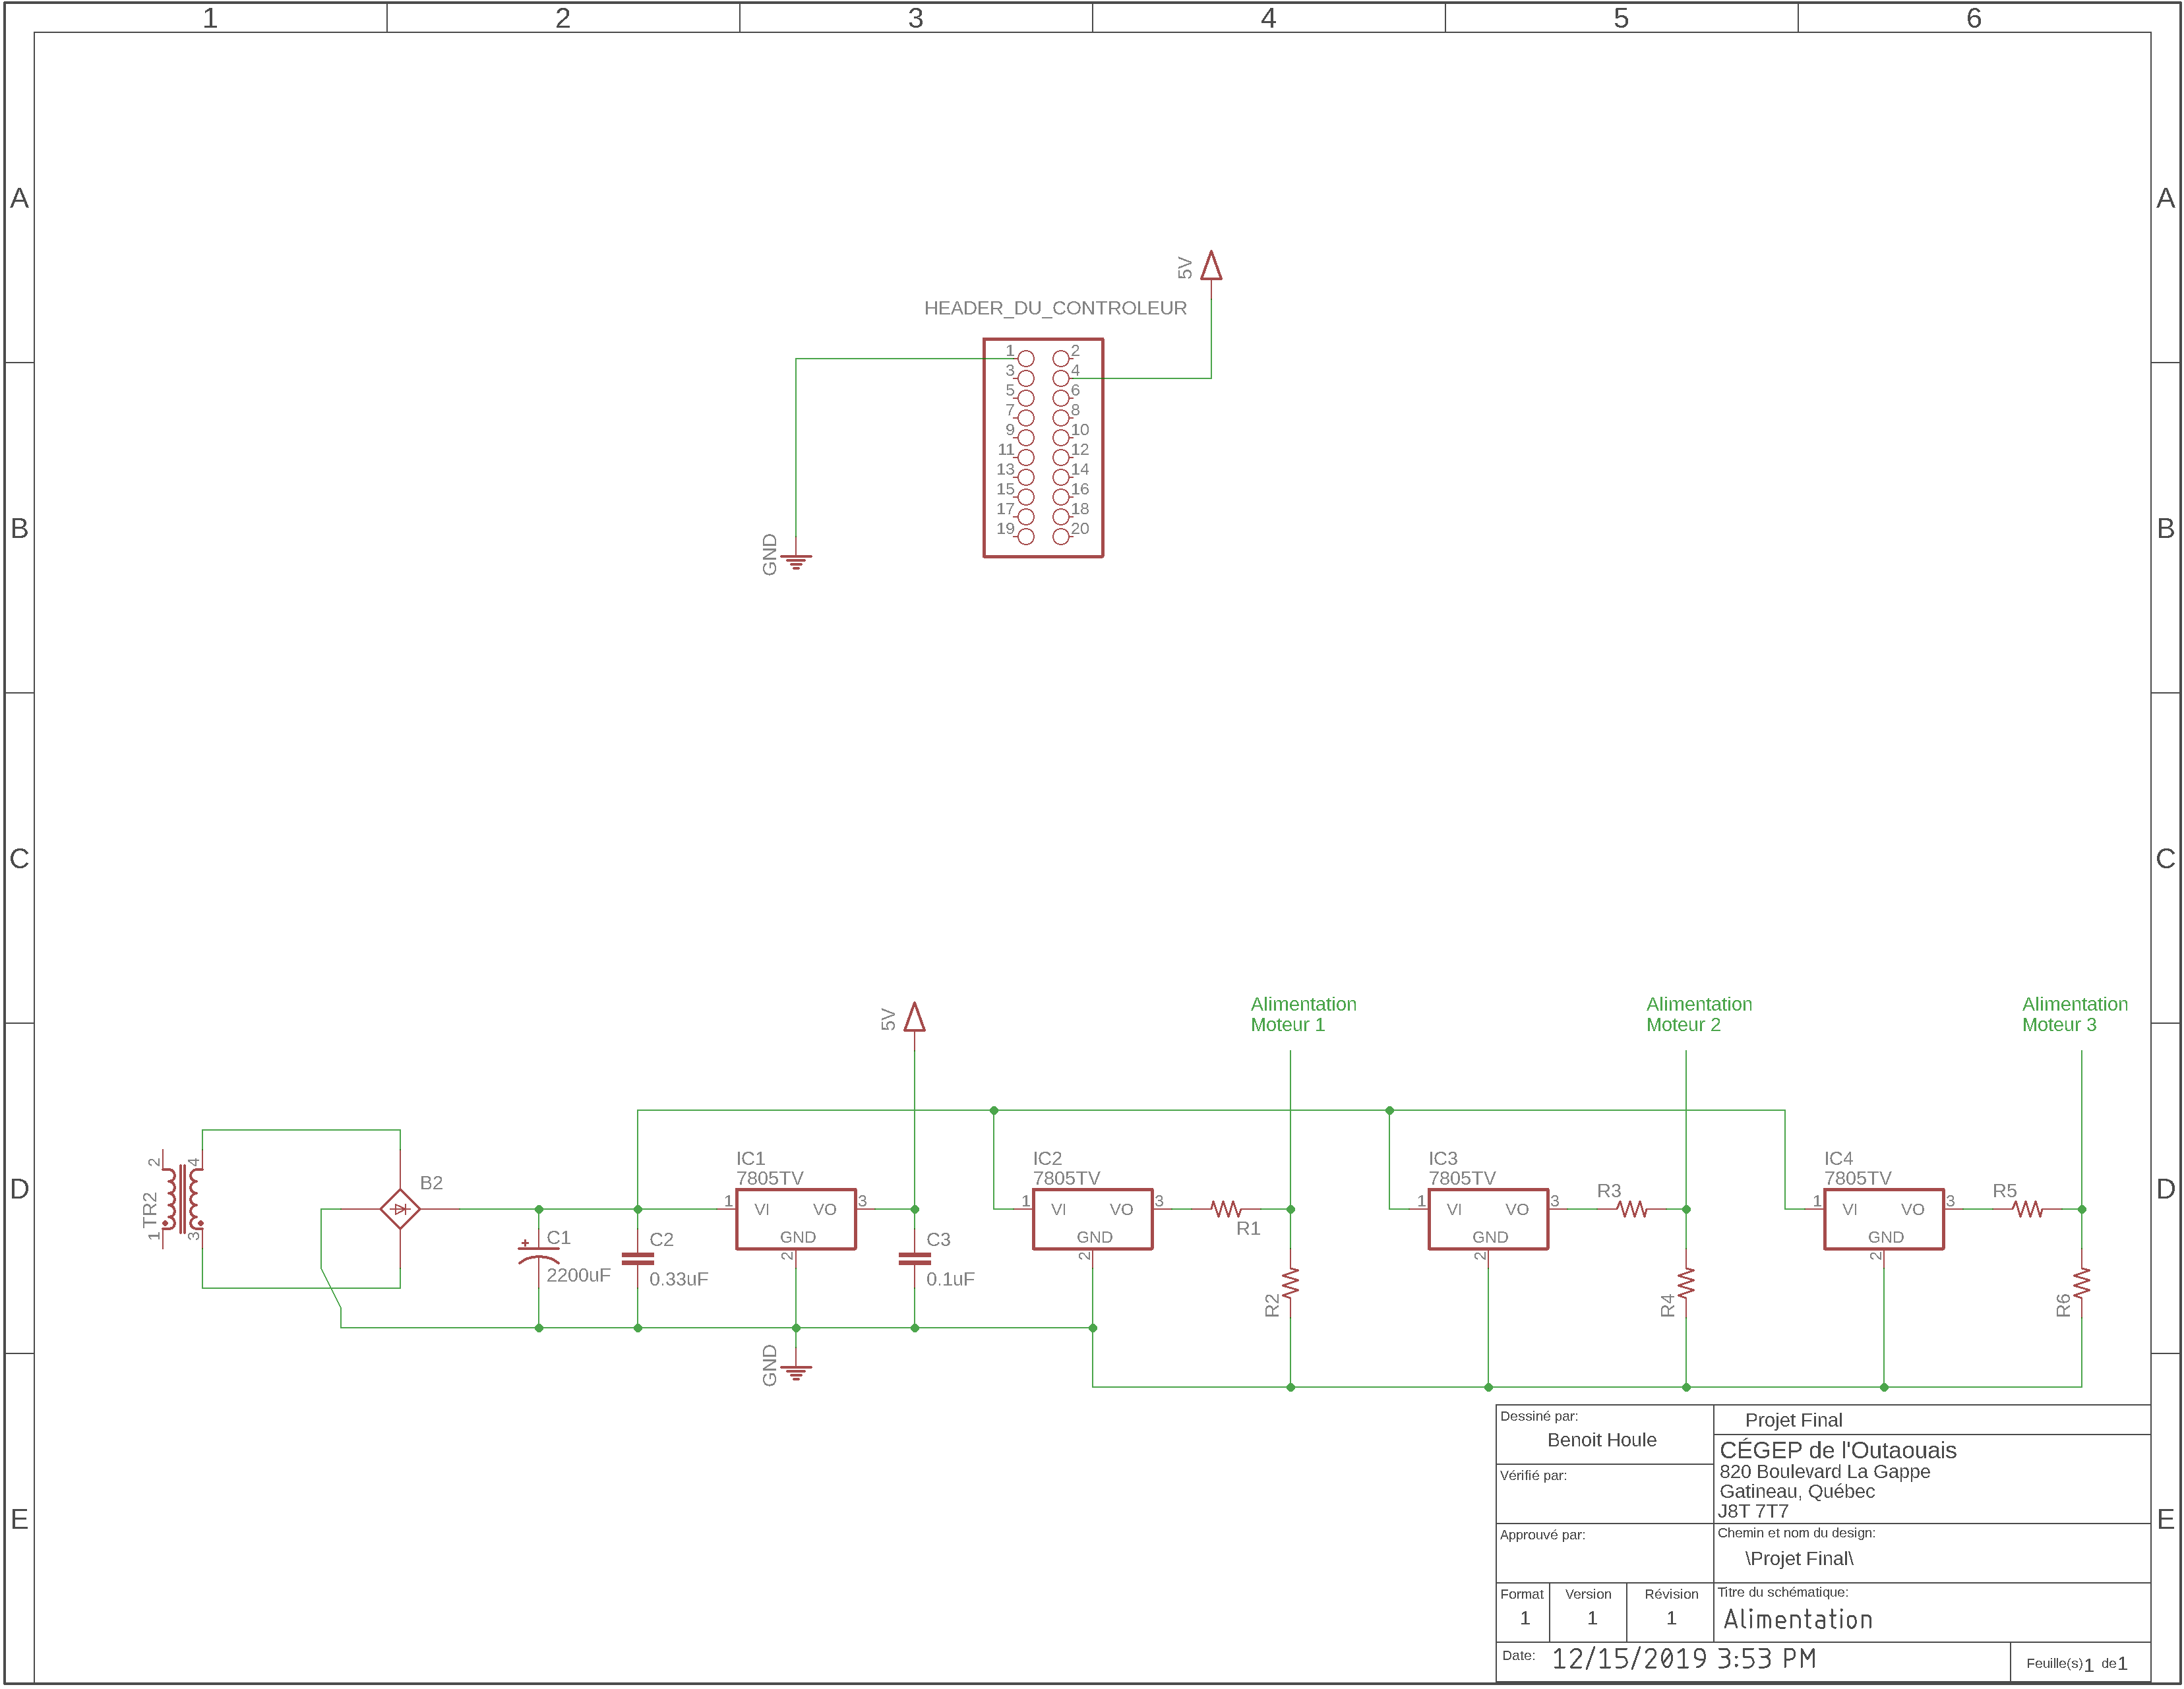 1 2 3 4 5 6
A A
5V
HEADER_DU_CONTROLEUR
1 2
3 4
5 6
7 8
9 10
11 12
13 14
15 16
17 18
19 20
GND
B B
C C
5V
Alimentation
Moteur 1
Alimentation
Moteur 2
Alimentation
Moteur 3
D D
TR2
2 4
1 3
B2
C1
2200uF
C2
0.33uF
IC1
7805TV
1 VI VO 3
GND
2
C3
0.1uF
GND
IC2
7805TV
1 VI VO 3
GND
2
R1
R2
IC3
7805TV
1 VI VO 3
GND
2
R3
R4
IC4
7805TV
1 VI VO 3
GND
2
R5
R6
E E
Dessiné par:
Benoit Houle
Projet Final
CÉGEP de l'Outaouais
820 Boulevard La Gappe
Gatineau, Québec
J8T 7T7
Vérifié par:
Approuvé par:
Chemin et nom du design:
\Projet Final\
Format Version Révision
1 1 1
Titre du schématique:
Alimentation
Date: 12/15/2019 3:53 PM
Feuille(s) 1 de 1